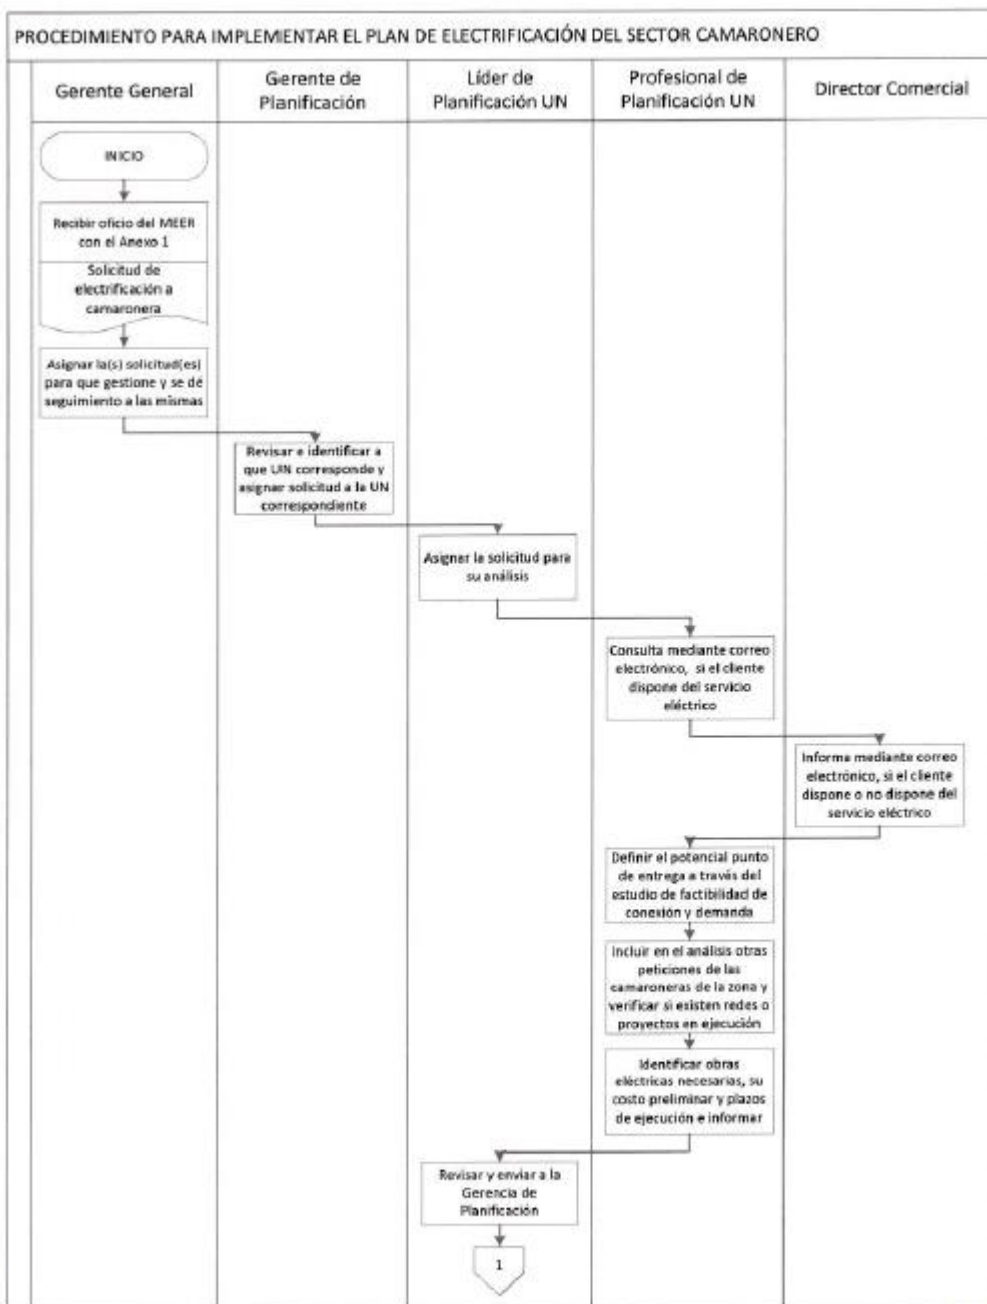 PROCEDIMIENTO PARA IMPLEMENTAR EL PLAN DE ELECTRIFICACIÓN DEL SECTOR CAMARONERO
Gerente General
Gerente de
Planificación
Líder de
Planificación UN
Profesional de
Planificación UN
Director Comercial
INICIO
Recibir oficio del MEER
con el Anexo 1
Solicitud de
electrificación a
camaronera
Asignar la(s) solicitud(es)
para que gestione y se dé
seguimiento a las mismas
Revisar e identificar a
que UN corresponde y
asignar solicitud a la UN
correspondiente
Asignar la solicitud para
su análisis
Consulta mediante correo
electrónico, si el cliente
dispone del servicio
eléctrico
Informa mediante correo
electrónico, si el cliente
dispone o no dispone del
servicio eléctrico
Definir el potencial punto
de entrega a través del
estudio de factibilidad de
conexión y demanda
Incluir en el análisis otras
peticiones de las
camaroneras de la zona y
verificar si existen redes o
proyectos en ejecución
Identificar obras
eléctricas necesarias, su
costo preliminar y plazos
de ejecución e informar
Revisar y enviar a la
Gerencia de
Planificación
1